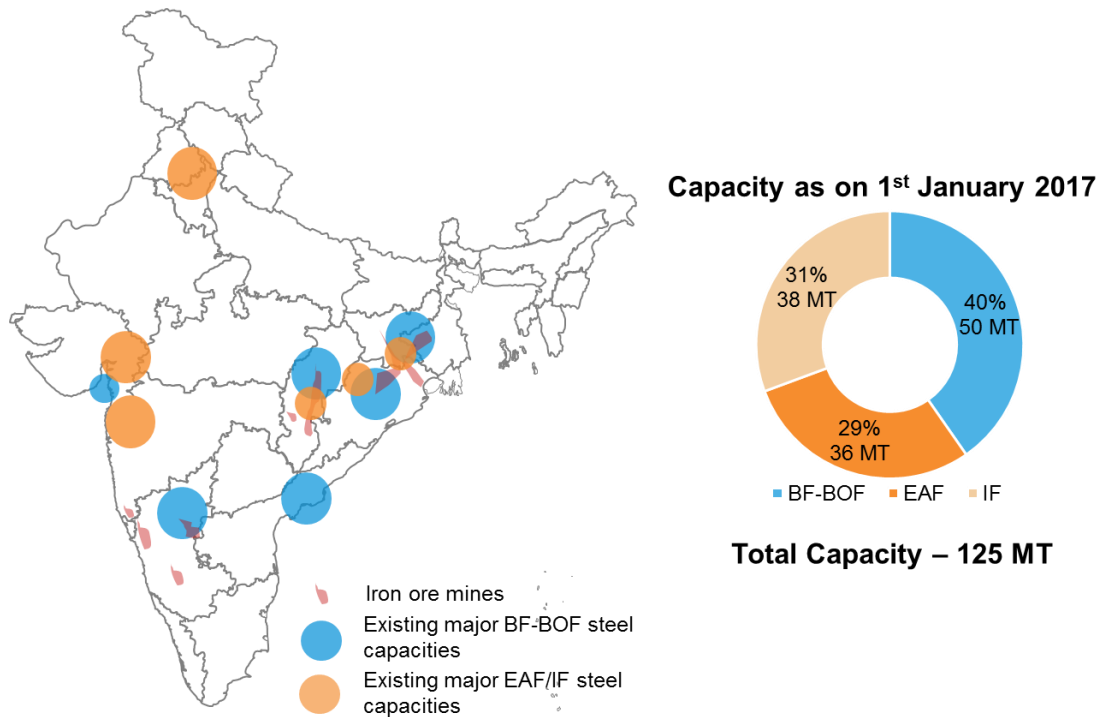 Capacity as on 1st January 2017
31%
38 MT
40%
50 MT
29%
36 MT
BF-BOF EAF IF
Total Capacity – 125 MT
Iron ore mines
Existing major BF-BOF steel
capacities
Existing major EAF/IF steel
capacities